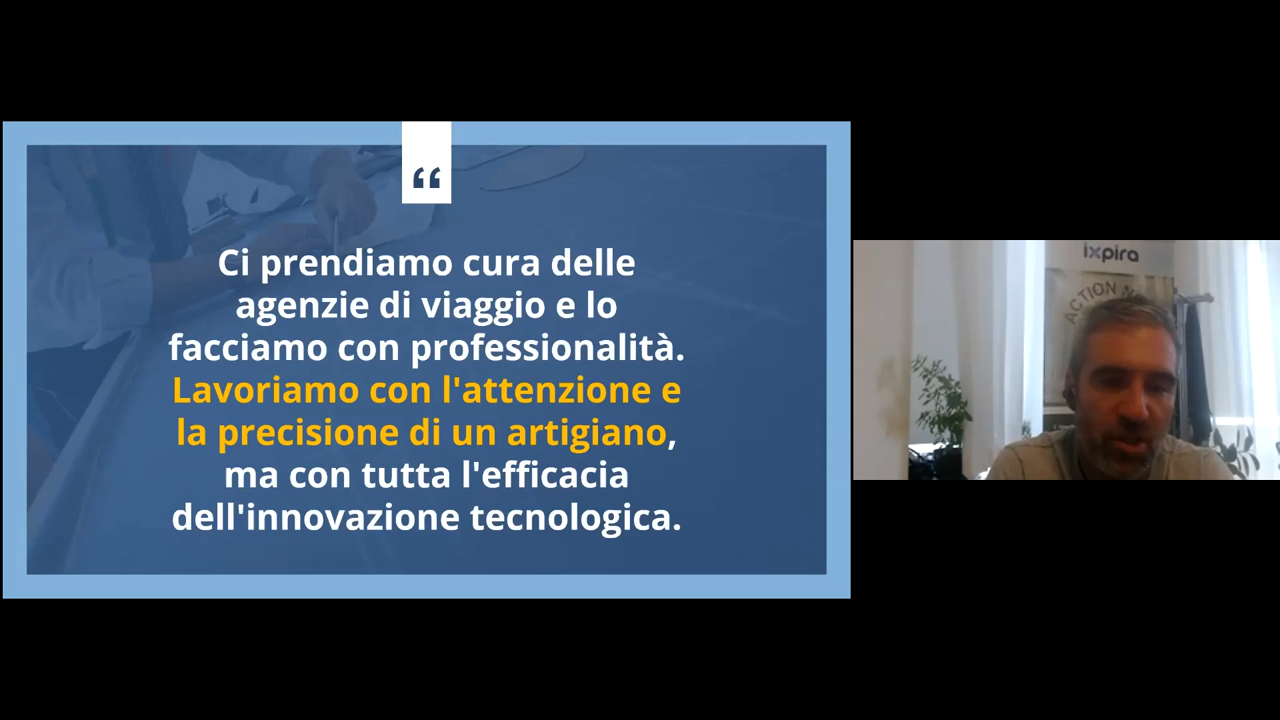 “
Ci prendiamo cura delle
agenzie di viaggio e lo
facciamo con professionalità.
Lavoriamo con l'attenzione e
la precisione di un artigiano,
ma con tutta l'efficacia
dell'innovazione tecnologica.
ixpira
ACTION